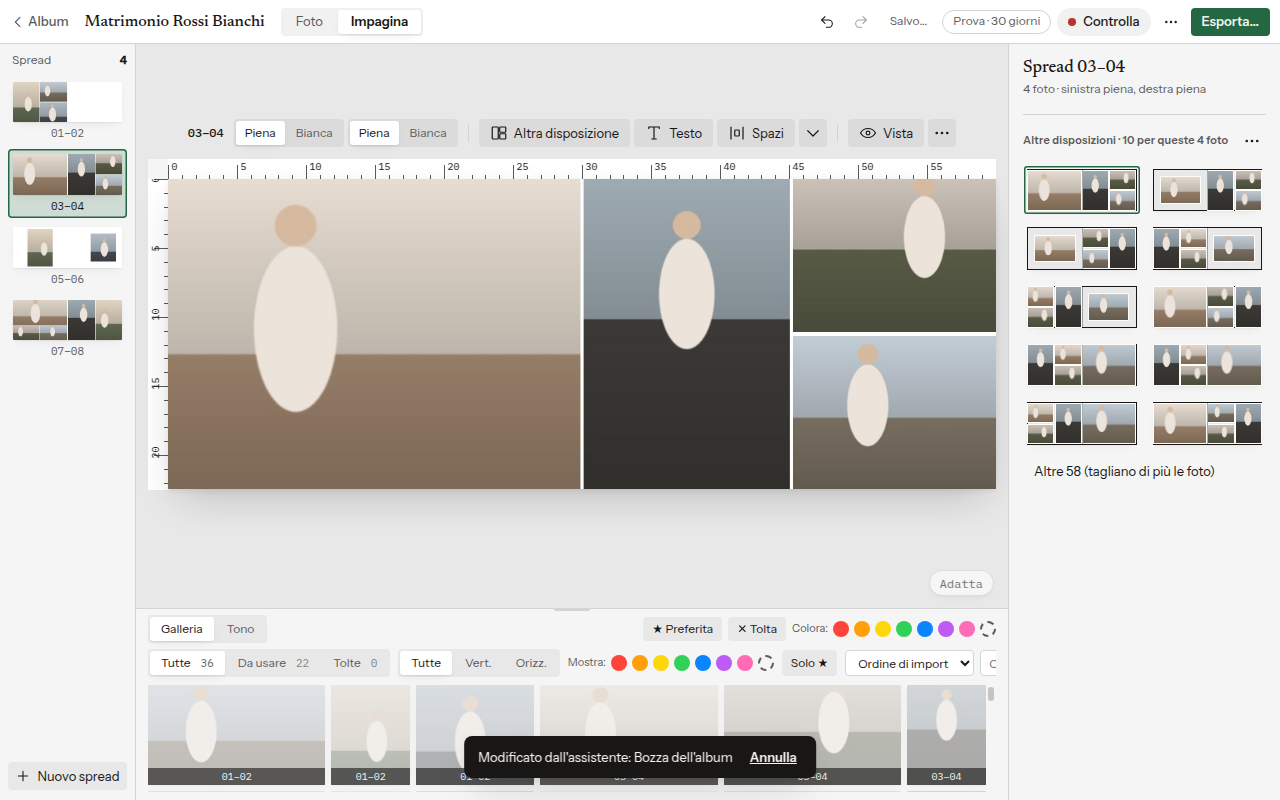 Album
Matrimonio Rossi Bianchi
Foto
Impagina
Salvo…
Prova · 30 giorni
Controlla
Esporta…
Spread
4
01–02
03–04
05–06
07–08
Nuovo spread
03–04
Piena
Bianca
Piena
Bianca
Altra disposizione
Testo
Spazi
Vista
0 5 10 15 20 25 30 35 40 45 50 55
0 5 10 15 20
Adatta
Galleria
Tono
★ Preferita
✕ Tolta
Colora:
Tutte 36
Da usare 22
Tolte 0
Tutte
Vert.
Orizz.
Mostra:
Solo ★
Ordine di import
01–02
01–02
03–04
Modificato dall'assistente: Bozza dell'album
Annulla
Spread 03–04
4 foto · sinistra piena, destra piena
Altre disposizioni · 10 per queste 4 foto
Altre 58 (tagliano di più le foto)